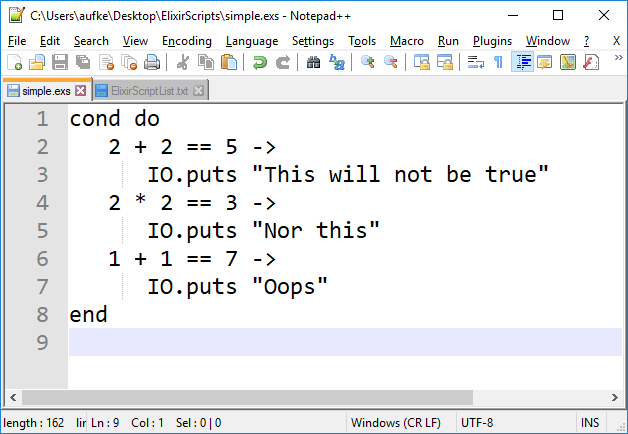 C:\Users\aufke\Desktop\ElixirScripts\simple.exs - Notepad++
File Edit Search View Encoding Language Settings Tools Macro Run Plugins Window ? X
simple.exs ElixirScriptList.txt
1 cond do
2 2 + 2 == 5 ->
3 IO.puts "This will not be true"
4 2 * 2 == 3 ->
5 IO.puts "Nor this"
6 1 + 1 == 7 ->
7 IO.puts "Oops"
8 end
9
length : 162 lir Ln : 9 Col : 1 Sel : 0 | 0 Windows (CR LF) UTF-8 INS